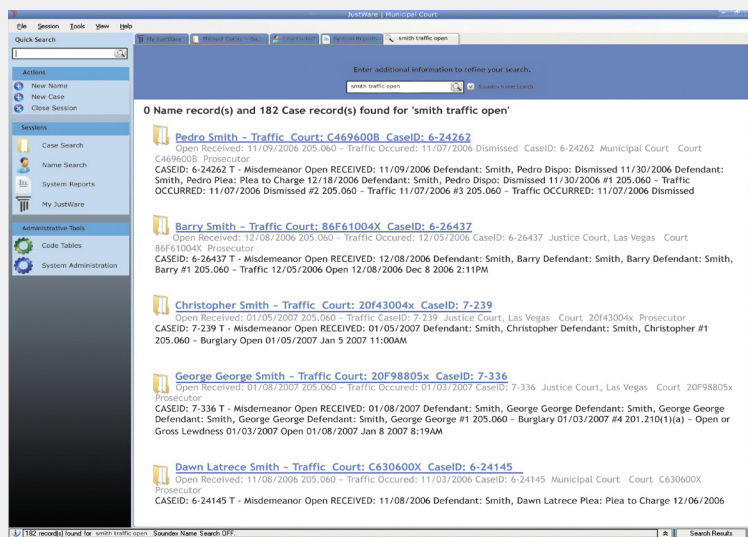 JustWare | Municipal Court
File Session Tools View Help
Quick Search
My JustWare
System Reports
smith traffic open
Enter additional information to refine your search.
smith traffic open
Soundex Name Search
Actions
New Name
New Case
Close Session
Sessions
Case Search
Name Search
System Reports
My JustWare
Administrative Tools
Code Tables
System Administration
0 Name record(s) and 182 Case record(s) found for 'smith traffic open'
Pedro Smith – Traffic Court: C469600B CaseID: 6-24262
Open Received: 11/09/2006 205.060 – Traffic Occured: 11/07/2006 Dismissed CaseID: 6-24262 Municipal Court Court
C469600B Prosecutor
CASEID: 6-24262 T - Misdemeanor Open RECEIVED: 11/09/2006 Defendant: Smith, Pedro Dispo: Dismissed 11/30/2006 Defendant:
Smith, Pedro Plea: Plea to Charge 12/18/2006 Defendant: Smith, Pedro Dispo: Dismissed 11/30/2006 #1 205.060 – Traffic
OCCURRED: 11/07/2006 Dismissed #2 205.060 – Traffic 11/07/2006 #3 205.060 – Traffic OCCURRED: 11/07/2006 Dismissed
Barry Smith – Traffic Court: 86F61004X CaseID: 6-26437
Open Received: 12/08/2006 205.060 – Traffic Occured: 12/05/2006 CaseID: 6-26437 Justice Court, Las Vegas Court
86F61004X Prosecutor
CASEID: 6-26437 T - Misdemeanor Open RECEIVED: 12/08/2006 Defendant: Smith, Barry Defendant: Smith, Barry Defendant: Smith,
Barry #1 205.060 – Traffic 12/05/2006 Open 12/08/2006 Dec 8 2006 2:11PM
Christopher Smith – Traffic Court: 20f43004x CaseID: 7-239
Open Received: 01/05/2007 205.060 – Traffic CaseID: 7-239 Justice Court, Las Vegas Court 20f43004x Prosecutor
CASEID: 7-239 T - Misdemeanor Open RECEIVED: 01/05/2007 Defendant: Smith, Christopher Defendant: Smith, Christopher #1
205.060 – Burglary Open 01/05/2007 Jan 5 2007 11:00AM
George George Smith – Traffic Court: 20F98805x CaseID: 7-336
Open Received: 01/08/2007 205.060 – Traffic Occured: 01/03/2007 CaseID: 7-336 Justice Court, Las Vegas Court 20F98805x
Prosecutor
CASEID: 7-336 T - Misdemeanor Open RECEIVED: 01/08/2007 Defendant: Smith, George George Defendant: Smith, George George
Defendant: Smith, George George Defendant: Smith, George George #1 205.060 – Burglary 01/03/2007 #4 201.210(1)(a) – Open or
Gross Lewdness 01/03/2007 Open 01/08/2007 Jan 8 2007 8:19AM
Dawn Latrece Smith – Traffic Court: C630600X CaseID: 6-24145
Open Received: 11/08/2006 205.060 – Traffic Occured: 11/03/2006 CaseID: 6-24145 Municipal Court Court C630600X
Prosecutor
CASEID: 6-24145 T - Misdemeanor Open RECEIVED: 11/08/2006 Defendant: Smith, Dawn Latrece Plea: Plea to Charge 12/06/2006
182 record(s) found for smith traffic open Soundex Name Search OFF.
Search Results